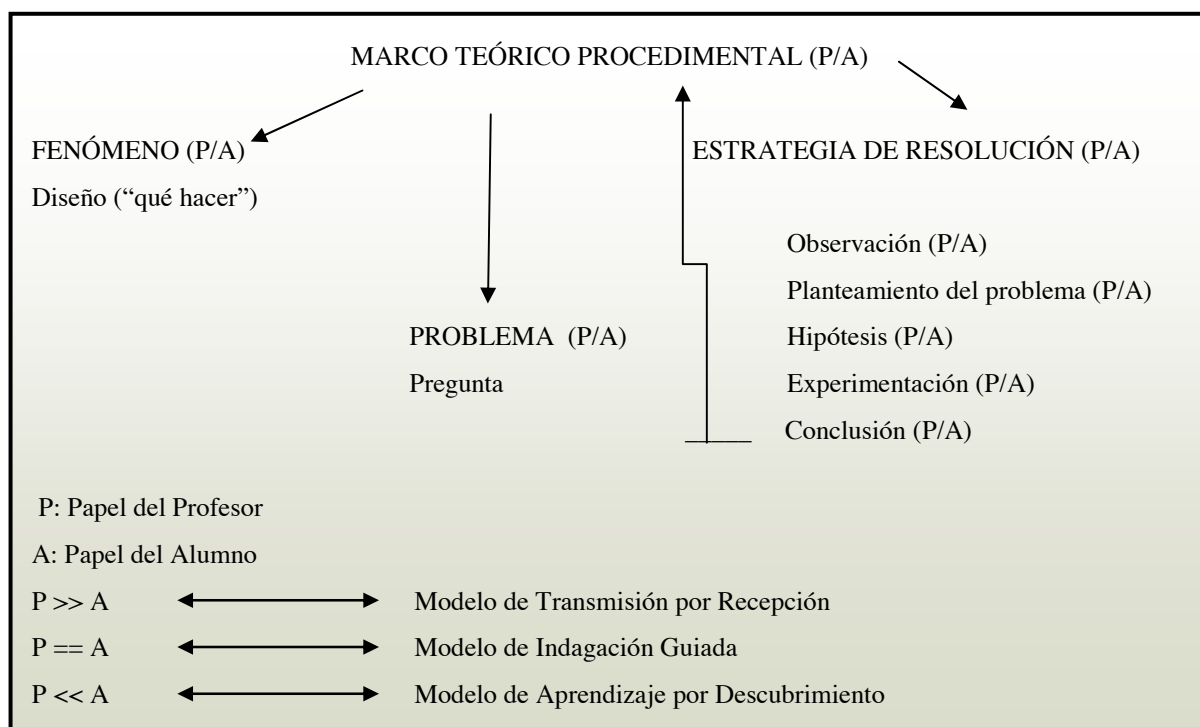 MARCO TEÓRICO PROCEDIMENTAL (P/A)
FENÓMENO (P/A)
ESTRATEGIA DE RESOLUCIÓN (P/A)
Diseño (“qué hacer”)
Observación (P/A)
Planteamiento del problema (P/A)
PROBLEMA (P/A)
Hipótesis (P/A)
Pregunta
Experimentación (P/A)
Conclusión (P/A)
P: Papel del Profesor
A: Papel del Alumno
P >> A Modelo de Transmisión por Recepción
P == A Modelo de Indagación Guiada
P << A Modelo de Aprendizaje por Descubrimiento